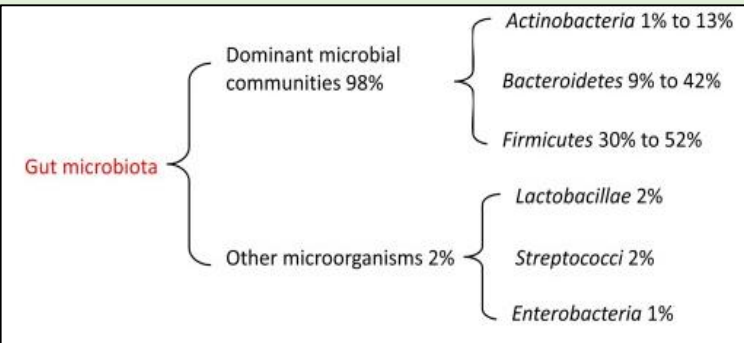 Gut microbiota
Dominant microbial
communities 98%
Actinobacteria 1% to 13%
Bacteroidetes 9% to 42%
Firmicutes 30% to 52%
Other microorganisms 2%
Lactobacillae 2%
Streptococci 2%
Enterobacteria 1%